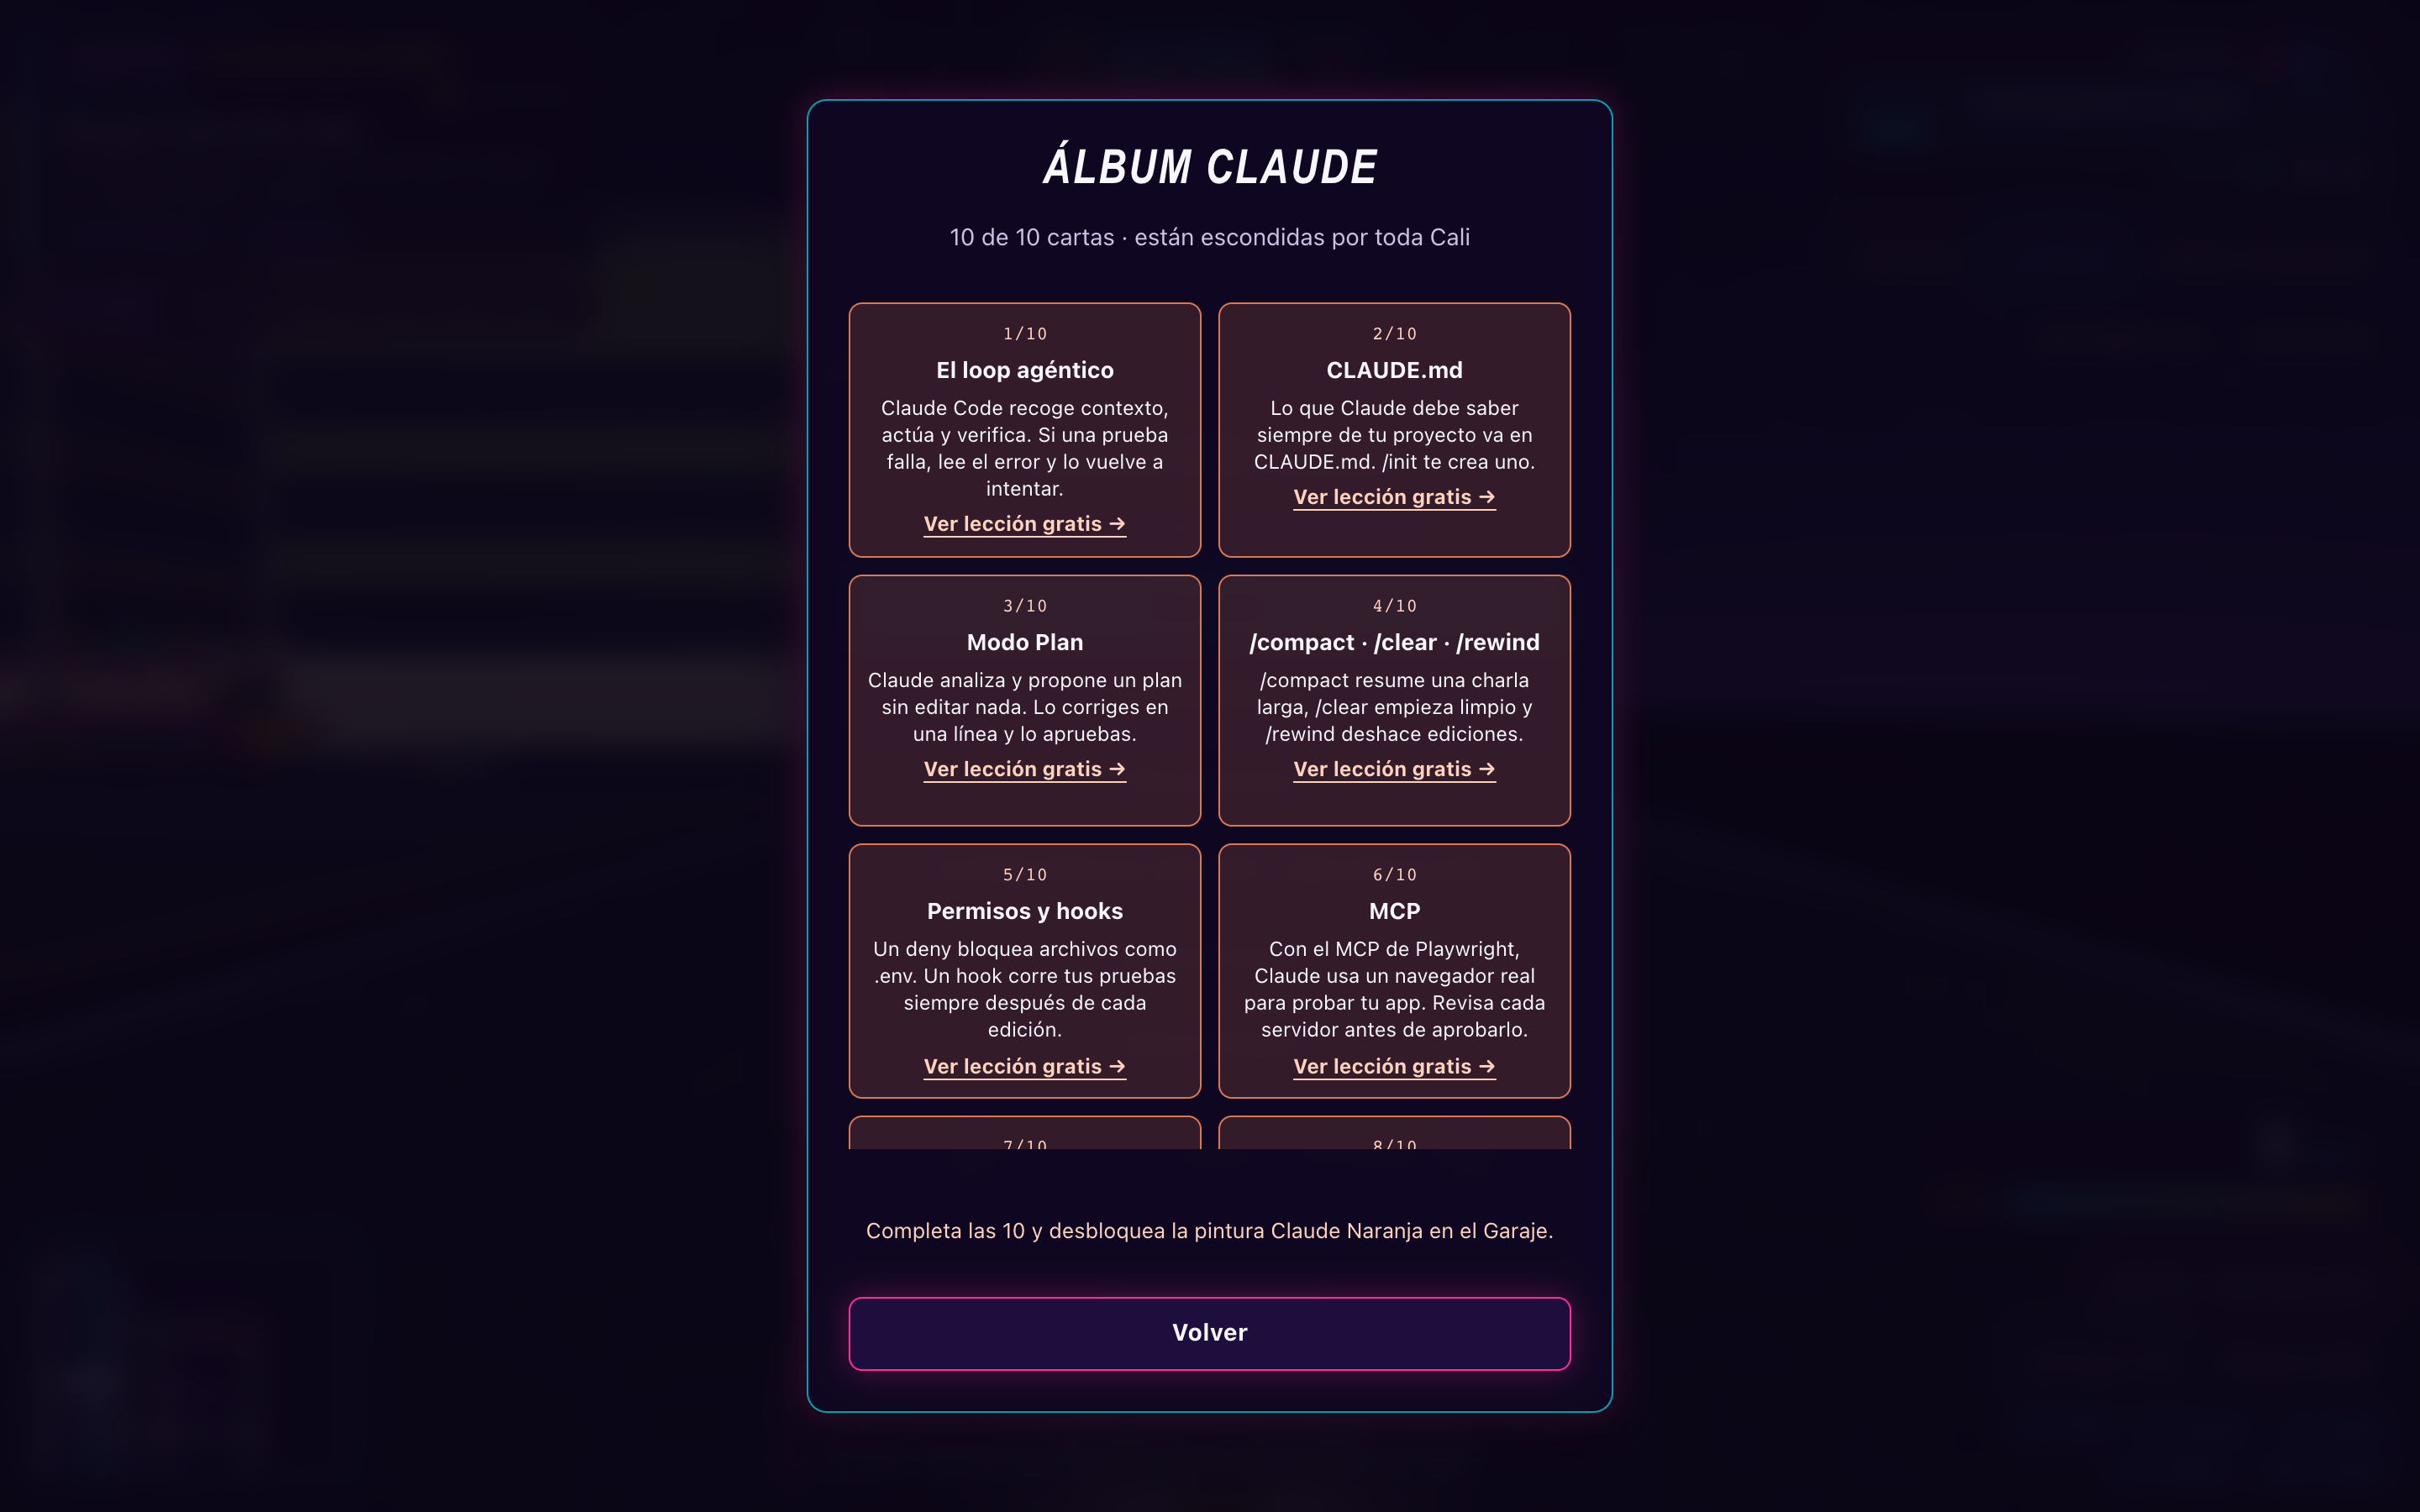 ÁLBUM CLAUDE
10 de 10 cartas · están escondidas por toda Cali
1/10
El loop agéntico
Claude Code recoge contexto,
actúa y verifica. Si una prueba
falla, lee el error y lo vuelve a
intentar.
Ver lección gratis →
2/10
CLAUDE.md
Lo que Claude debe saber
siempre de tu proyecto va en
CLAUDE.md. /init te crea uno.
Ver lección gratis →
3/10
Modo Plan
Claude analiza y propone un plan
sin editar nada. Lo corriges en
una línea y lo apruebas.
Ver lección gratis →
4/10
/compact · /clear · /rewind
/compact resume una charla
larga, /clear empieza limpio y
/rewind deshace ediciones.
Ver lección gratis →
5/10
Permisos y hooks
Un deny bloquea archivos como
.env. Un hook corre tus pruebas
siempre después de cada
edición.
Ver lección gratis →
6/10
MCP
Con el MCP de Playwright,
Claude usa un navegador real
para probar tu app. Revisa cada
servidor antes de aprobarlo.
Ver lección gratis →
7/10
8/10
Completa las 10 y desbloquea la pintura Claude Naranja en el Garaje.
Volver